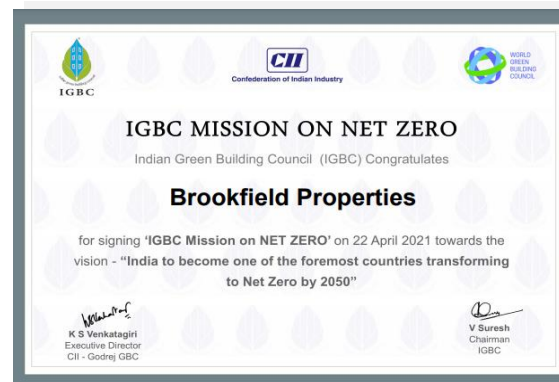 IGBC
CII
Confederation of Indian Industry
WORLD
GREEN
BUILDING
COUNCIL
IGBC MISSION ON NET ZERO
Indian Green Building Council (IGBC) Congratulates
Brookfield Properties
for signing ‘IGBC Mission on NET ZERO’ on 22 April 2021 towards the
vision - “India to become one of the foremost countries transforming
to Net Zero by 2050”
K S Venkatagiri
Executive Director
CII - Godrej GBC
V Suresh
Chairman
IGBC